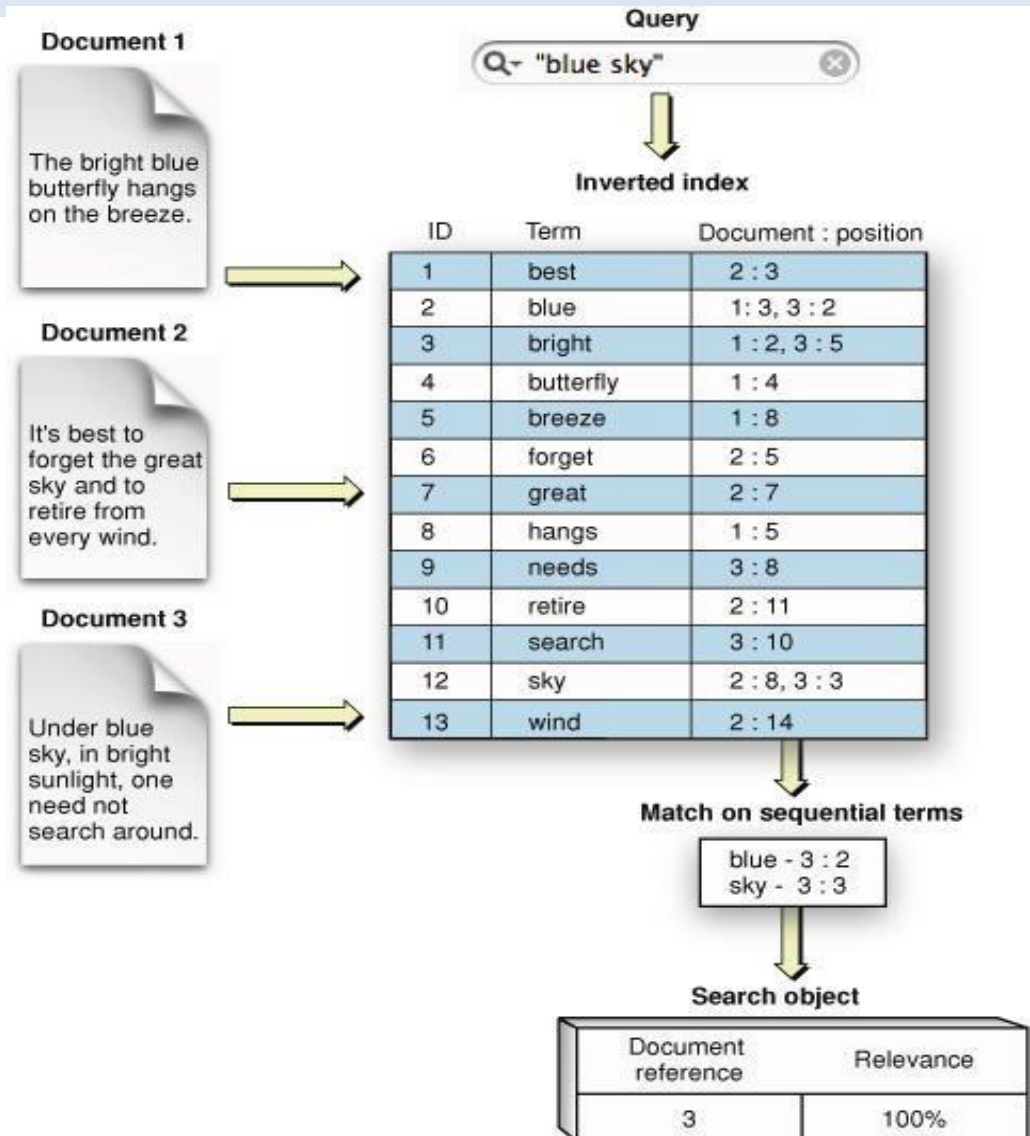 Document 1
The bright blue
butterfly hangs
on the breeze.
Document 2
It's best to
forget the great
sky and to
retire from
every wind.
Document 3
Under blue
sky, in bright
sunlight, one
need not
search around.
Query
"blue sky"
Inverted index
ID Term Document : position
1 best 2 : 3
2 blue 1: 3, 3 : 2
3 bright 1 : 2, 3 : 5
4 butterfly 1 : 4
5 breeze 1 : 8
6 forget 2 : 5
7 great 2 : 7
8 hangs 1 : 5
9 needs 3 : 8
10 retire 2 : 11
11 search 3 : 10
12 sky 2 : 8, 3 : 3
13 wind 2 : 14
Match on sequential terms
blue - 3 : 2
sky - 3 : 3
Search object
Document
reference
Relevance
3 100%